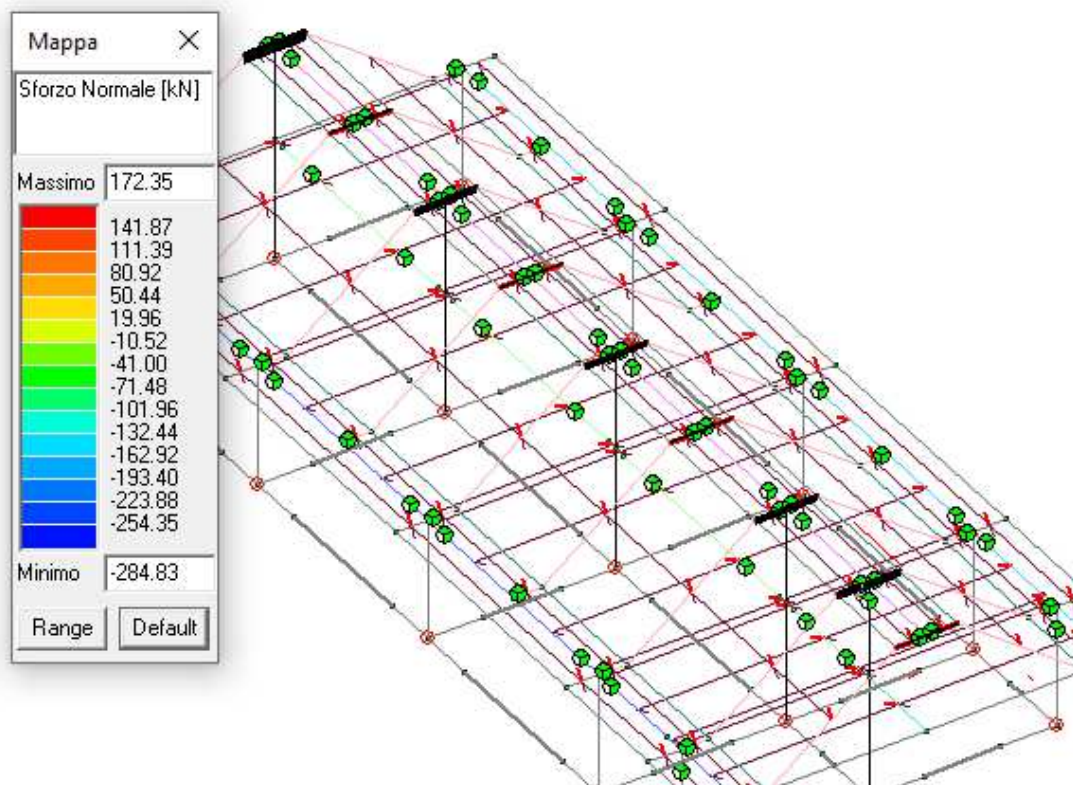 Mappa
Sforzo Normale [kN]
Massimo 172.35
141.87
111.39
80.92
50.44
19.96
-10.52
-41.00
-71.48
-101.96
-132.44
-162.92
-193.40
-223.88
-254.35
Minimo -284.83
Range Default